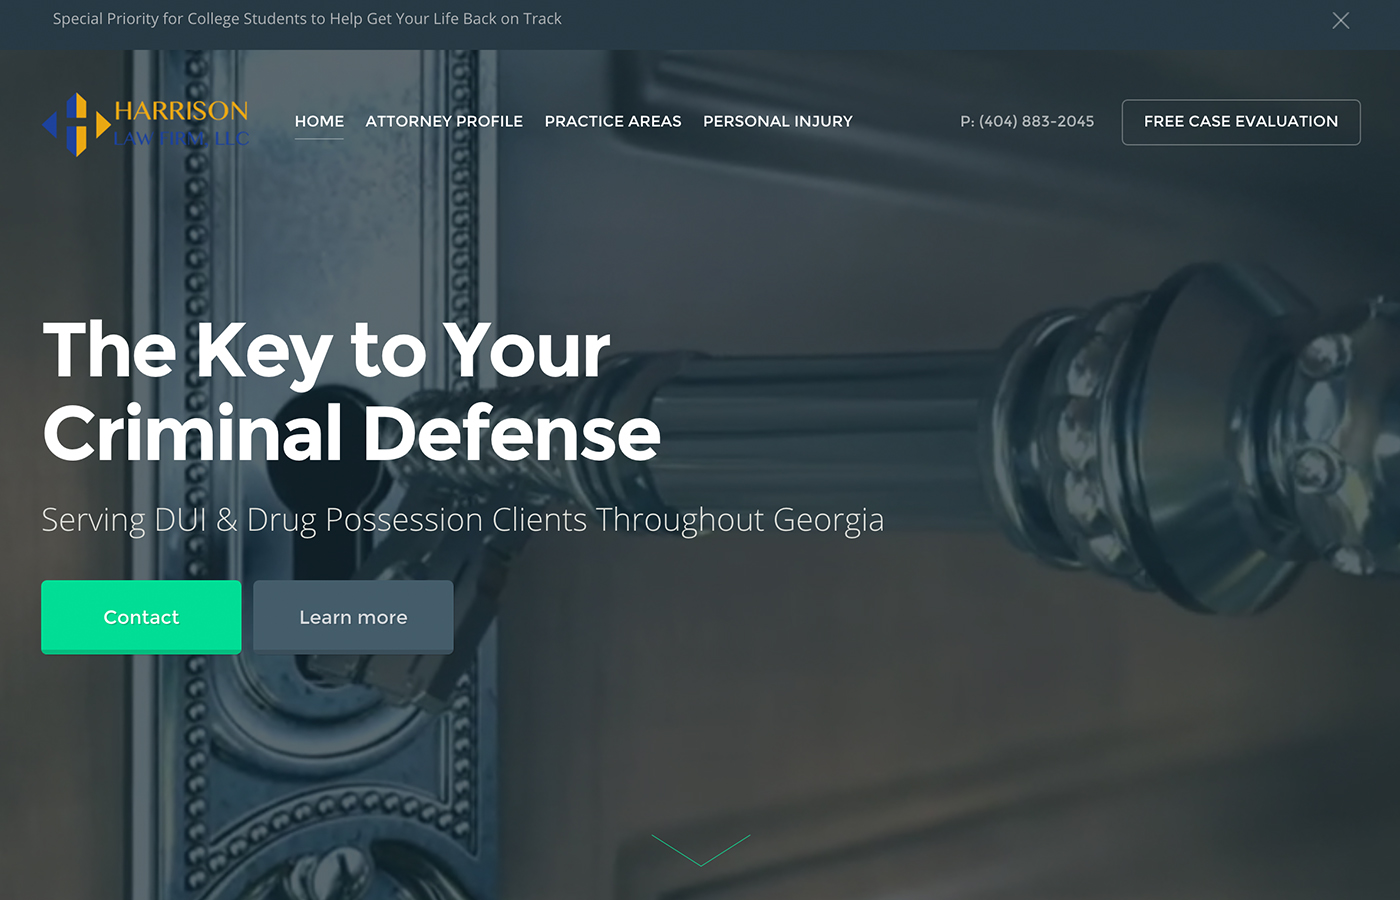 Special Priority for College Students to Help Get Your Life Back on Track
HARRISON
LAW FIRM, LLC
HOME ATTORNEY PROFILE PRACTICE AREAS PERSONAL INJURY P: (404) 883-2045 FREE CASE EVALUATION
The Key to Your
Criminal Defense
Serving DUI & Drug Possession Clients Throughout Georgia
Contact Learn more